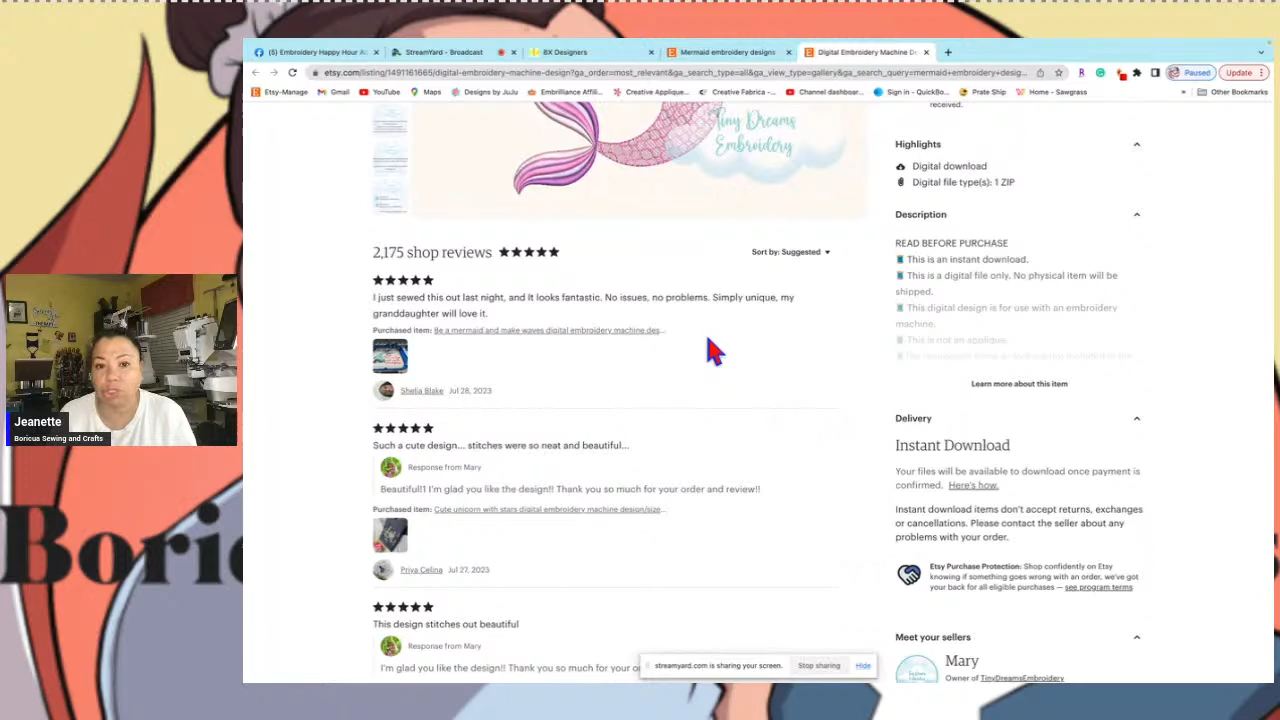 (5) Embroidery Happy Hour At
StreamYard - Broadcast
BX Designers
Mermaid embroidery designs
Digital Embroidery Machine De
etsy.com/listing/1491161665/digital-embroidery-machine-design?ga_order=most_relevant&ga_search_type=all&ga_view_type=gallery&ga_search_query=mermaid+embroidery+desig...
Paused
Update
Etsy-Manage
Gmail
YouTube
Maps
Designs by JuJu
Embrilliance Affili...
Creative Applique...
Creative Fabrica -...
Channel dashboar...
Sign in - QuickBo...
Pirate Ship
Home - Sawgrass
»
Other Bookmarks
Tiny Dreams
Embroidery
2,175 shop reviews
Sort by: Suggested
I just sewed this out last night, and It looks fantastic. No issues, no problems. Simply unique, my
granddaughter will love it.
Purchased item: Be a mermaid and make waves digital embroidery machine des...
Shelia Blake Jul 28, 2023
Such a cute design... stitches were so neat and beautiful...
Response from Mary
Beautiful!1 I'm glad you like the design!! Thank you so much for your order and review!!
Purchased item: Cute unicorn with stars digital embroidery machine design/size...
Priya Celina Jul 27, 2023
This design stitches out beautiful
Response from Mary
I'm glad you like the design!! Thank you so much for your o
received.
Highlights
Digital download
Digital file type(s): 1 ZIP
Description
READ BEFORE PURCHASE
This is an instant download.
This is a digital file only. No physical item will be
shipped.
This digital design is for use with an embroidery
machine.
This is not an applique.
Learn more about this item
Delivery
Instant Download
Your files will be available to download once payment is
confirmed. Here's how.
Instant download items don't accept returns, exchanges
or cancellations. Please contact the seller about any
problems with your order.
Etsy Purchase Protection: Shop confidently on Etsy
knowing if something goes wrong with an order, we've got
your back for all eligible purchases — see program terms
Meet your sellers
Mary
Owner of TinyDreamsEmbroidery
streamyard.com is sharing your screen.
Stop sharing
Hide
Jeanette
Boricua Sewing and Crafts
Boric